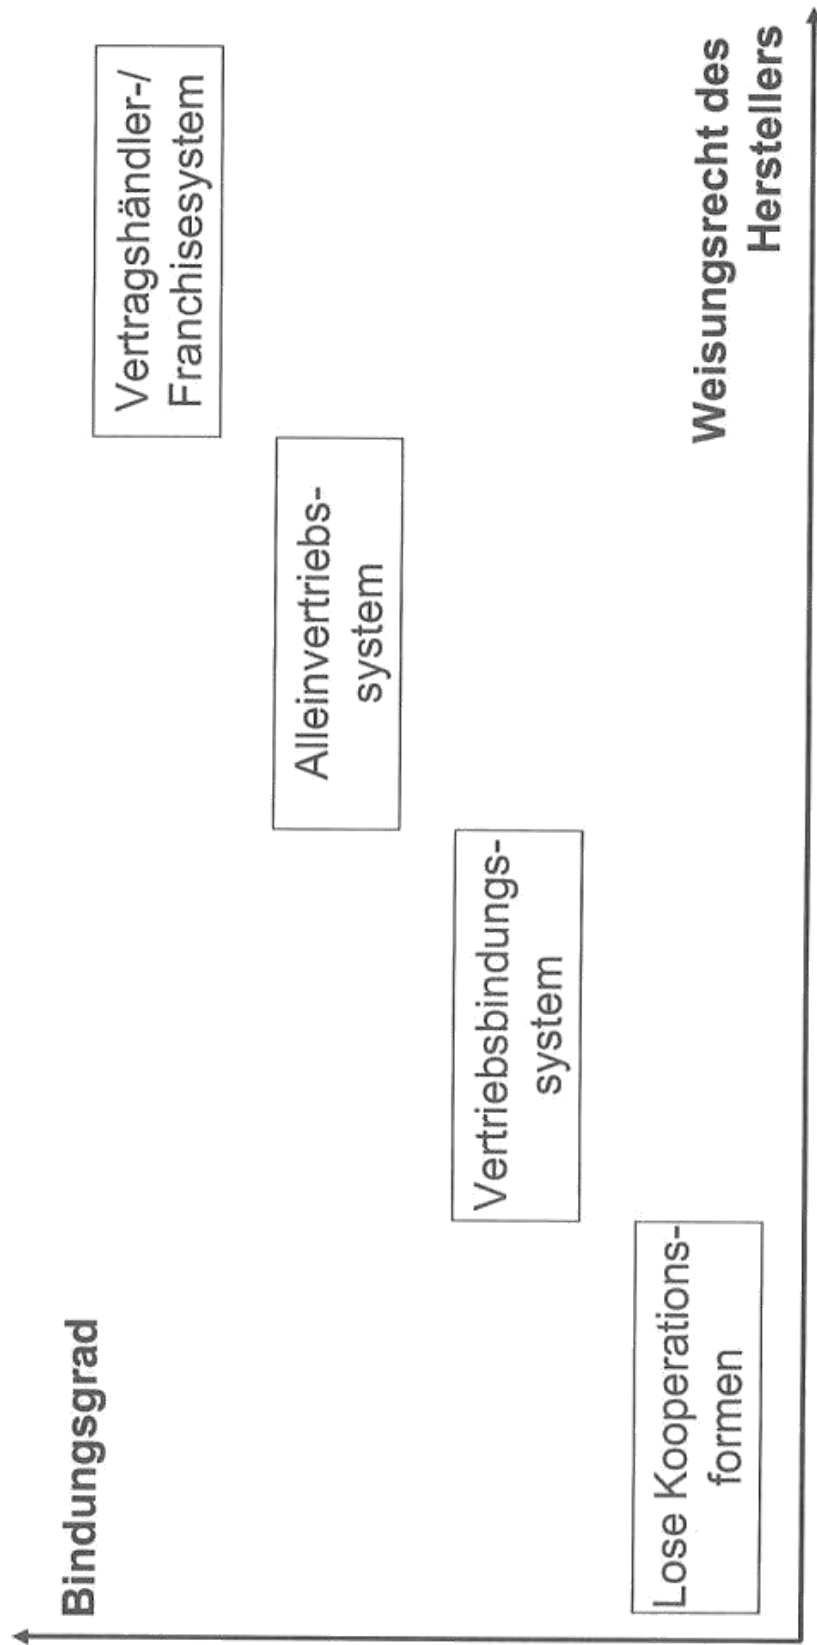 Bindungsgrad
Vertragshändler-/
Franchisesystem
Alleinvertriebs-
system
Vertriebsbindungs-
system
Lose Kooperations-
formen
Weisungsrecht des
Herstellers